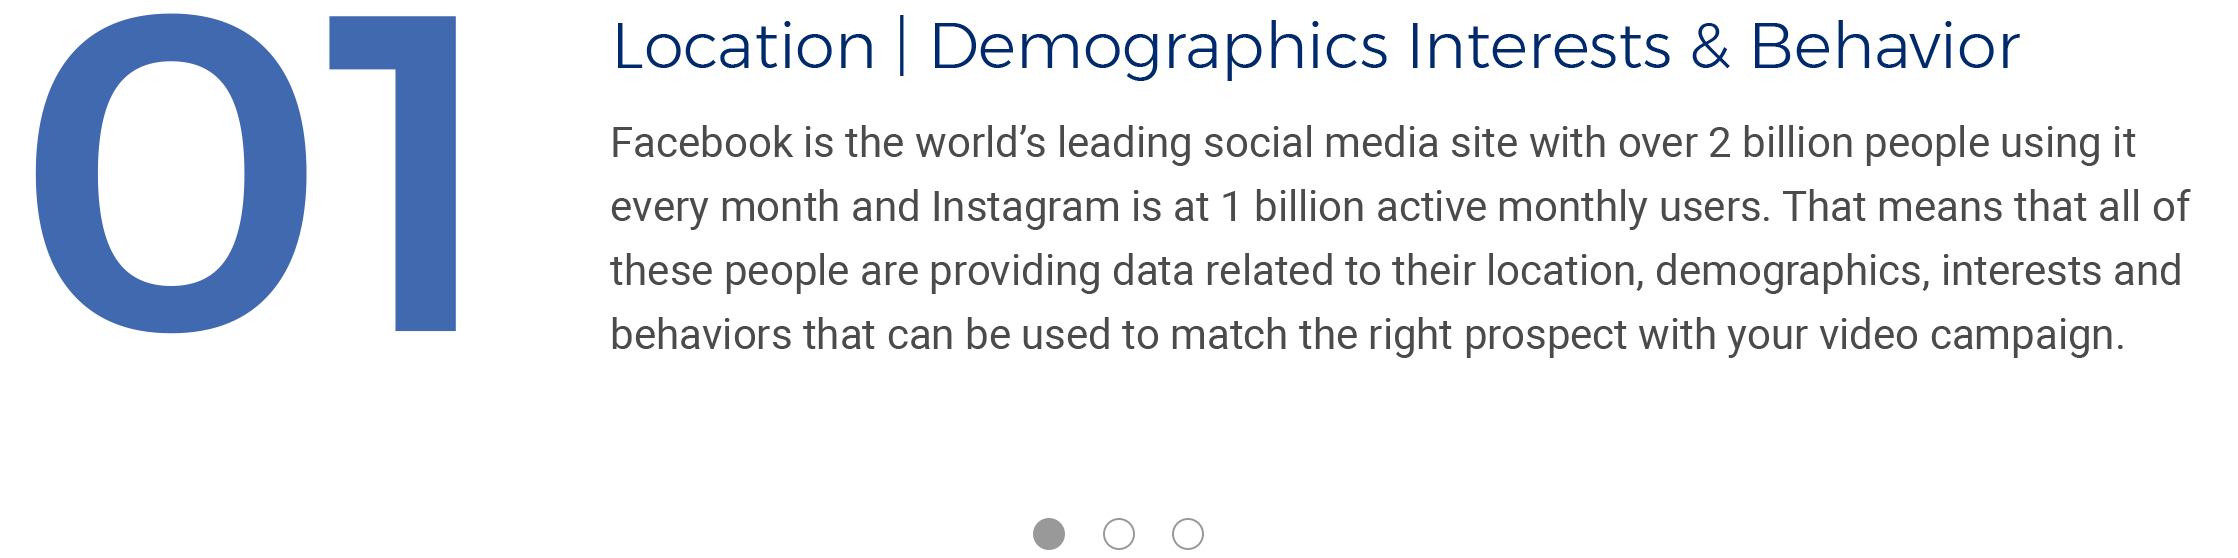 01
Location | Demographics Interests & Behavior
Facebook is the world’s leading social media site with over 2 billion people using it
every month and Instagram is at 1 billion active monthly users. That means that all of
these people are providing data related to their location, demographics, interests and
behaviors that can be used to match the right prospect with your video campaign.